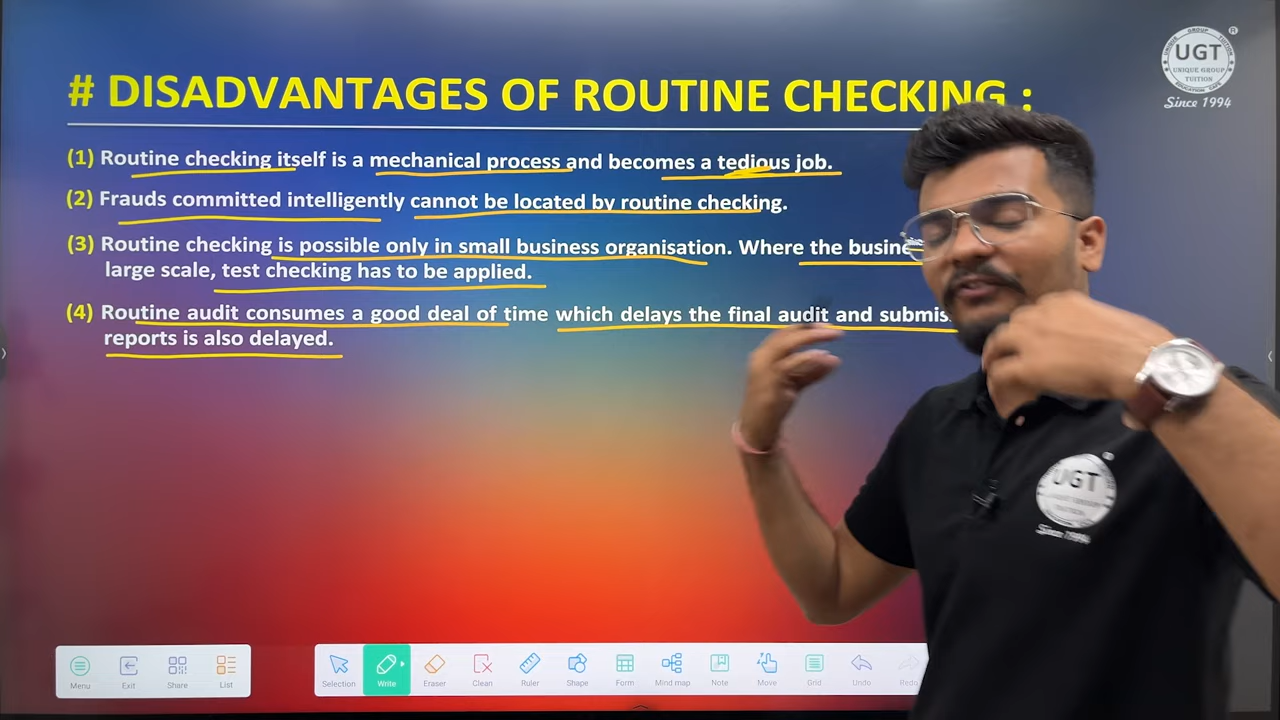 # DISADVANTAGES OF ROUTINE CHECKING :
(1) Routine checking itself is a mechanical process and becomes a tedious job.
(2) Frauds committed intelligently cannot be located by routine checking.
(3) Routine checking is possible only in small business organisation. Where the
large scale, test checking has to be applied.
(4) Routine audit consumes a good deal of time which delays the final audit and
reports is also delayed.
UGT
UNIQUE GROUP
TUITION
Since 1994
UGT
Since 1994
Menu
Exit
Share
List
Selection
Write
Eraser
Clean
Ruler
Shape
Form
Mind map
Note
Move
Grid
Undo
Redo